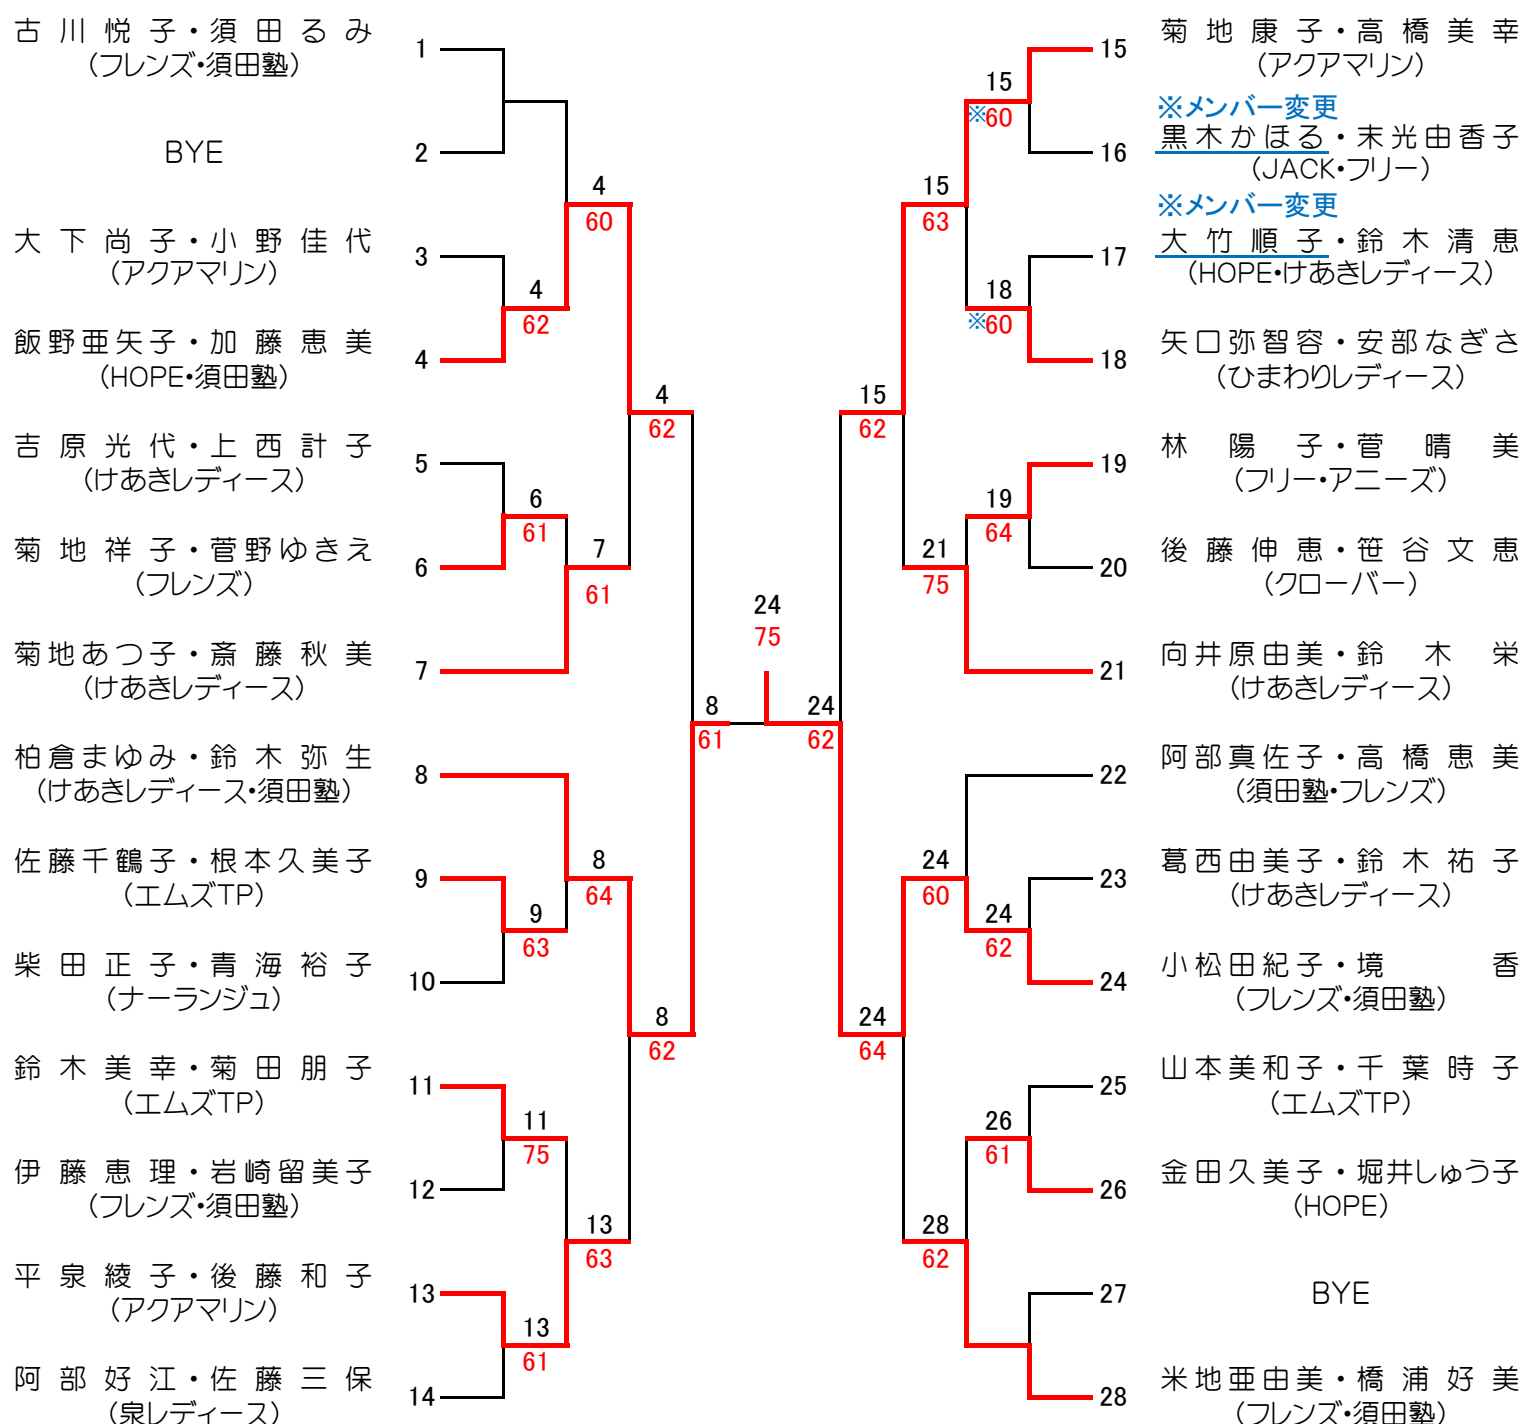 古川悦子・須田るみ
(フレンズ・須田塾)
1
BYE
2
大下尚子・小野佳代
(アクアマリン)
3
飯野亜矢子・加藤恵美
(HOPE・須田塾)
4
吉原光代・上西計子
(けあきレディース)
5
菊地祥子・菅野ゆきえ
(フレンズ)
6
菊地あつ子・斎藤秋美
(けあきレディース)
7
柏倉まゆみ・鈴木弥生
(けあきレディース・須田塾)
8
佐藤千鶴子・根本久美子
(エムズTP)
9
柴田正子・青海裕子
(ナーランジュ)
10
鈴木美幸・菊田朋子
(エムズTP)
11
伊藤恵理・岩崎留美子
(フレンズ・須田塾)
12
平泉綾子・後藤和子
(アクアマリン)
13
阿部好江・佐藤三保
(泉レディース)
14
4
62
6
61
9
63
11
75
13
61
4
60
7
61
8
64
13
63
4
62
8
62
8
61
24
75
24
62
15
62
24
64
15
63
21
75
24
60
28
62
15
※60
18
※60
19
64
24
62
26
61
15
菊地康子・高橋美幸
(アクアマリン)
※メンバー変更
16
黒木かほる・末光由香子
(JACK・フリー)
※メンバー変更
17
大竹順子・鈴木清恵
(HOPE・けあきレディース)
18
矢口弥智容・安部なぎさ
(ひまわりレディース)
19
林陽子・菅晴美
(フリー・アニーズ)
20
後藤伸恵・笹谷文恵
(クローバー)
21
向井原由美・鈴木栄
(けあきレディース)
22
阿部真佐子・高橋恵美
(須田塾・フレンズ)
23
葛西由美子・鈴木祐子
(けあきレディース)
24
小松田紀子・境香
(フレンズ・須田塾)
25
山本美和子・千葉時子
(エムズTP)
26
金田久美子・堀井しゅう子
(HOPE)
27
BYE
28
米地亜由美・橋浦好美
(フレンズ・須田塾)